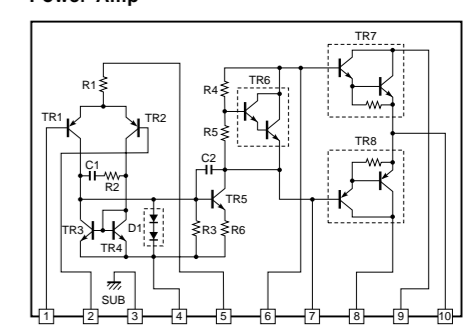 Power Amp
TR7
R1
R4
TR6
TR1
TR2
R5
TR8
C1
C2
R2
TR5
TR3
D1
R3
R6
TR4
SUB
1
2
3
4
5
6
7
8
9
10